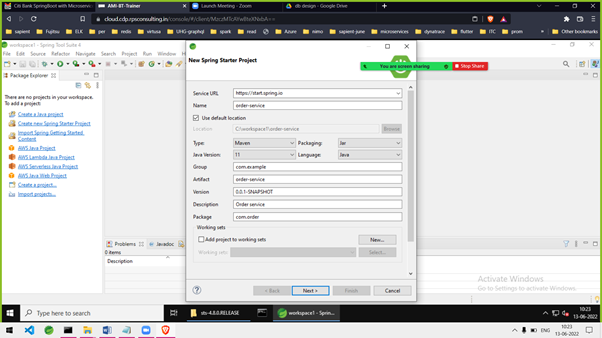 Citi Bank SpringBoot with Microserv
AMI-BT-Trainer
Launch Meeting - Zoom
db design - Google Drive
cloud.cdp.rpsconsulting.in/console/#/client/
sapient
Fujitsu
ELK
per
redis
virtusa
UHG-graphql
spark
read
Azure
nimo
sapient-june
microservices
dynatrace
flutter
ITC
prom
Other bookmarks
workspace1 - Spring Tool Suite 4
File Edit Source Refactor Navigate Search Project Run Window
Package Explorer
There are no projects in your workspace.
To add a project:
Create a Java project
Create new Spring Starter Project
Import Spring Getting Started Content
AWS Java Project
AWS Lambda Java Project
AWS Serverless Java Project
AWS Java Web Project
Create a project...
Import projects...
New Spring Starter Project
You are screen sharing
Stop Share
Service URL https://start.spring.io
Name order-service
Use default location
Location C:\workspace1\order-service Browse
Type: Maven Packaging: Jar
Java Version: 11 Language: Java
Group com.example
Artifact order-service
Version 0.0.1-SNAPSHOT
Description Order service
Package com.order
Working sets
Add project to working sets New...
Working sets: Select...
< Back Next > Finish Cancel
Problems Javadoc
0 items
Description
Activate Windows
Go to Settings to activate Windows.
Type here to search
sts-4.8.0.RELEASE
workspace1 - Sprin...
10:23
13-06-2022
ENG
10:23
13-06-2022